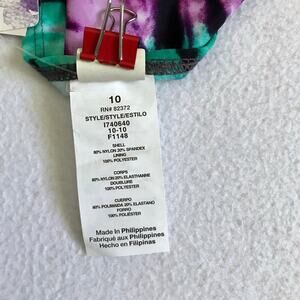 10
RN# 82372
STYLE/STYLE/ESTILO
I740640
10-10
F1148
SHELL
80% NYLON 20% SPANDEX
LINING
100% POLYESTER
CORPS
80% NYLON 20% ELASTHANNE
DOUBLURE
100% POLYESTER
CUERPO
80% POLIAMIDA 20% ELASTANO
FORRO
100% POLIÉSTER
Made in Philippines
Fabriqué aux Philippines
Hecho en Filipinas